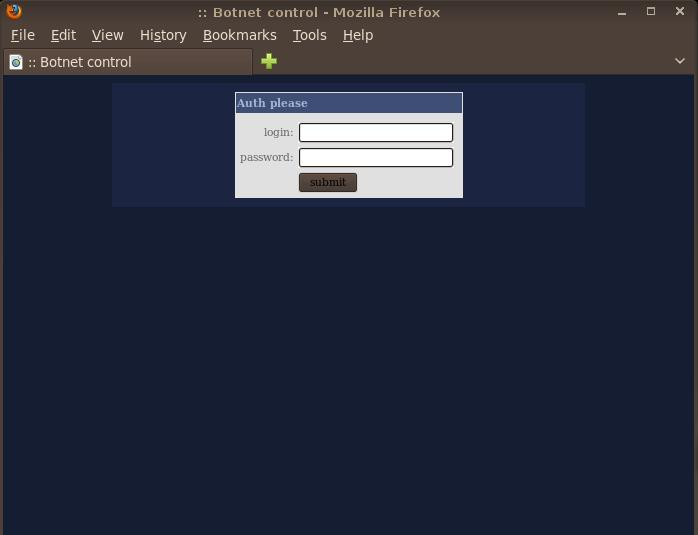 :: Botnet control - Mozilla Firefox
File Edit View History Bookmarks Tools Help
:: Botnet control
Auth please
login:
password:
submit